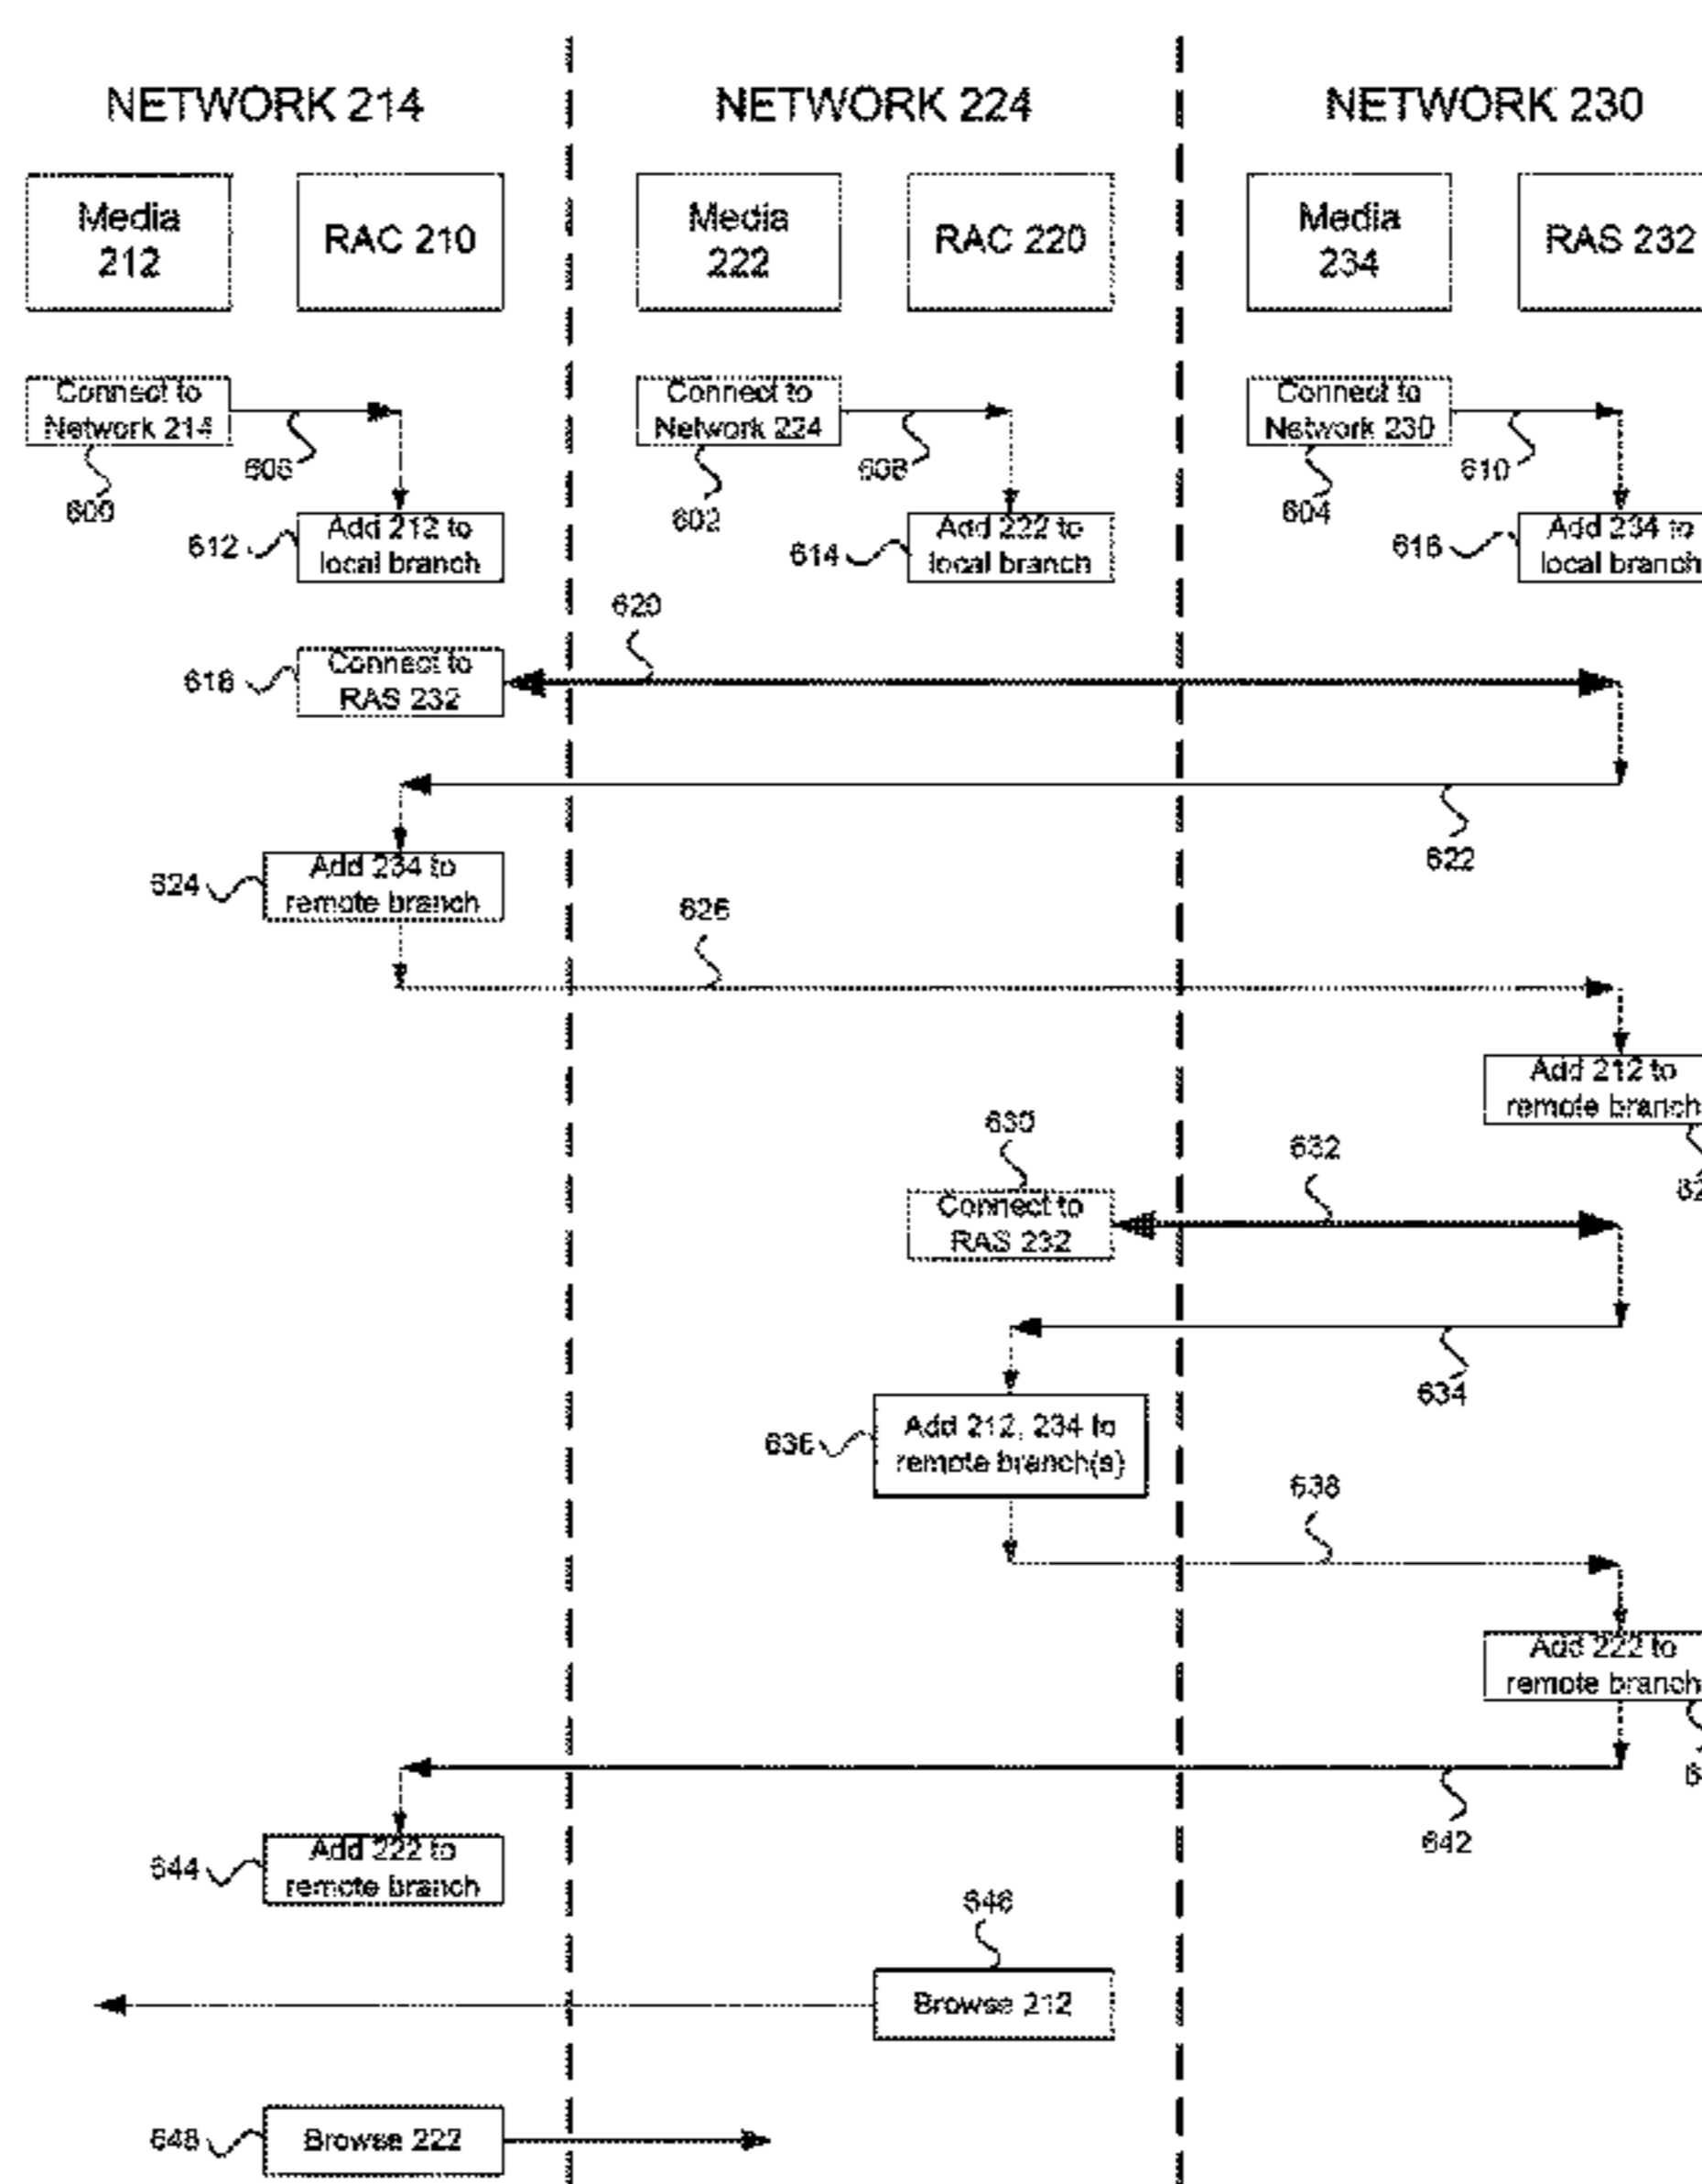 NETWORK 214
NETWORK 224
NETWORK 230
Media
212
RAC 210
Media
222
RAC 220
Media
234
RAS 232
Connect to
Network 214
606
600
Connect to
Network 224
608
602
Connect to
Network 230
610
604
612
Add 212 to
local branch
614
Add 222 to
local branch
616
Add 234 to
local branch
620
618
Connect to
RAS 232
622
624
Add 234 to
remote branch
626
Add 212 to
remote branch
630
632
Connect to
RAS 232
634
636
Add 212, 234 to
remote branch(s)
638
Add 222 to
remote branch
642
644
Add 222 to
remote branch
646
Browse 212
648
Browse 222